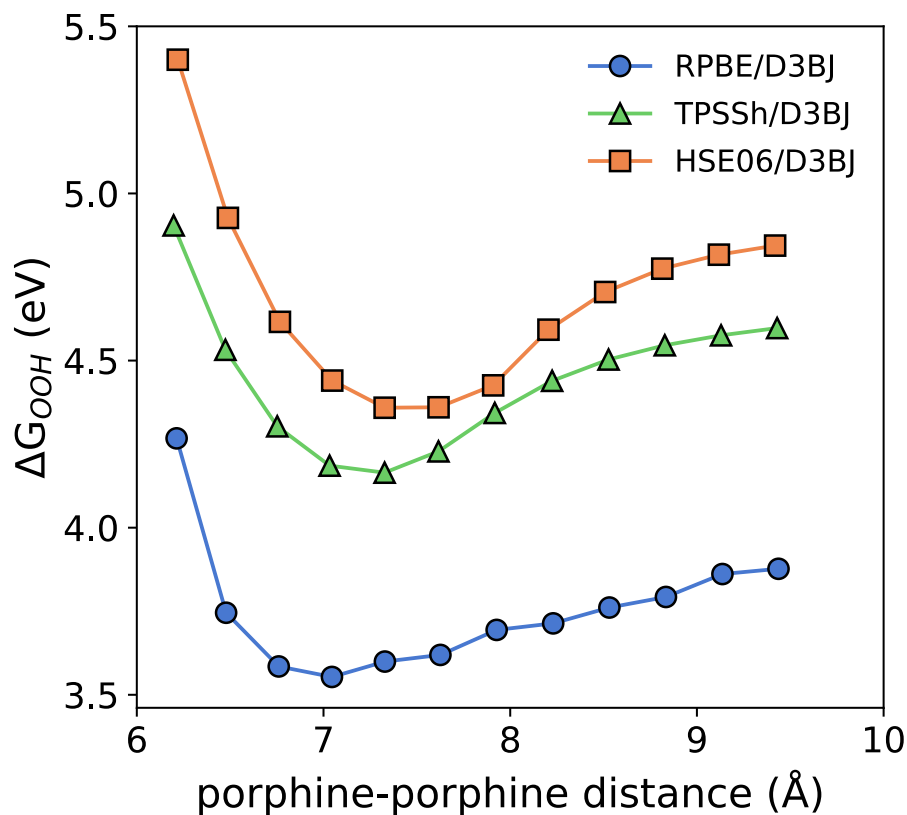 5.5
5.0
4.5
4.0
3.5
ΔG_OOH (eV)
RPBE/D3BJ
TPSSh/D3BJ
HSE06/D3BJ
6 7 8 9 10
porphine-porphine distance (Å)